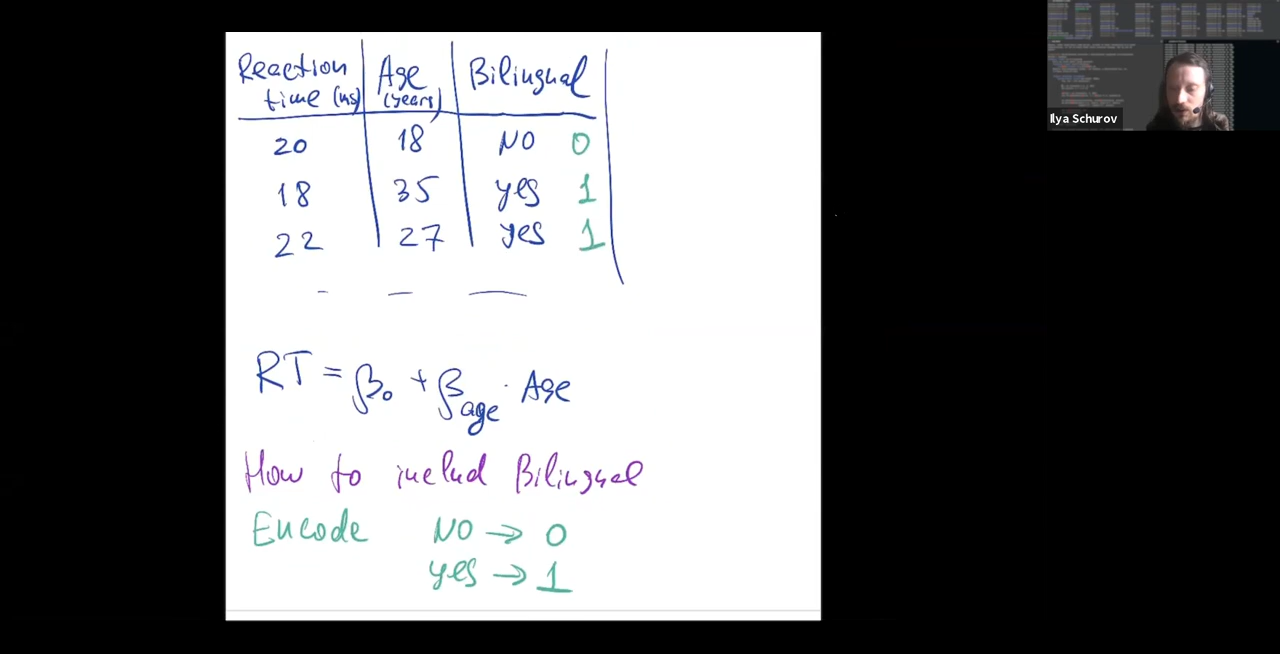 Reaction time (ms) Age (years) Bilingual
20 18 NO 0
18 35 yes 1
22 27 yes 1
RT = β₀ + β age · Age
How to includ Bilingual
Encode NO → 0
yes → 1
Ilya Schurov